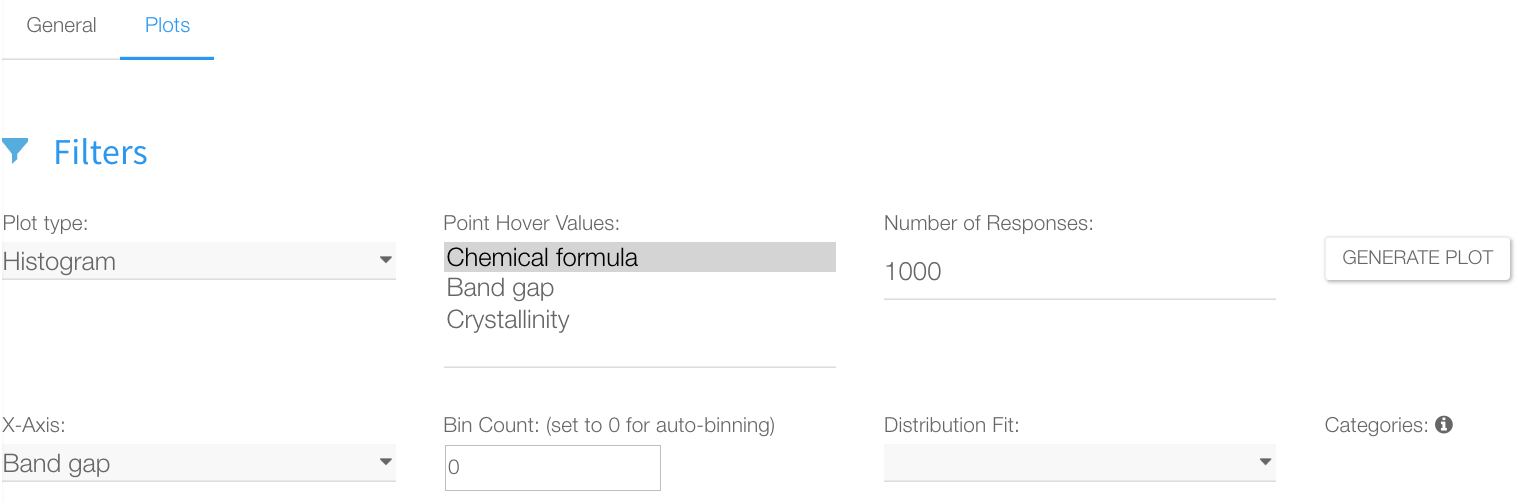 General Plots
Filters
Plot type: Point Hover Values: Number of Responses:
Histogram Chemical formula 1000 GENERATE PLOT
Band gap
Crystallinity
X-Axis: Bin Count: (set to 0 for auto-binning) Distribution Fit: Categories:
Band gap 0